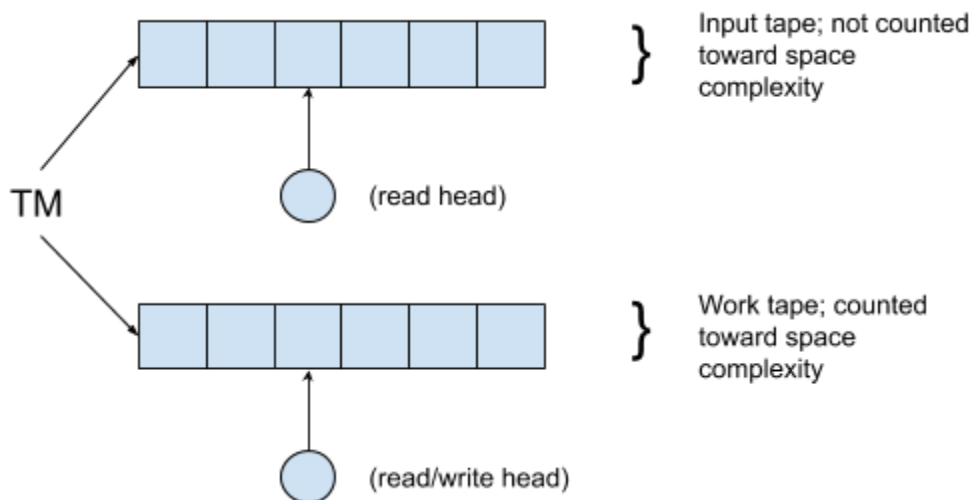 Input tape; not counted
toward space
complexity
TM
(read head)
Work tape; counted
toward space
complexity
(read/write head)